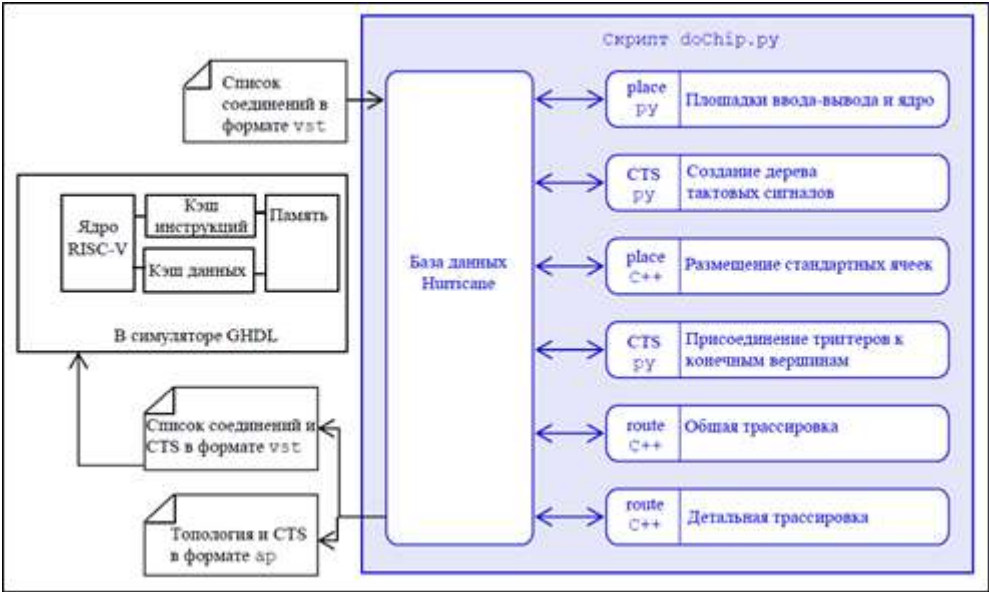 Скрипт doChip.py
Список
соединений в
формате vst
place
py
Площадки ввода-вывода и ядро
CTS
py
Создание дерева
тактовых сигналов
Ядро
RISC-V
Кэш
инструкций
Кэш данных
Память
В симуляторе GHDL
База данных
Hurricane
place
C++
Размещение стандартных ячеек
CTS
py
Присоединение триггеров к
конечным вершинам
Список соединений и
CTS в формате vst
route
C++
Общая трассировка
Топология и CTS
в формате ap
route
C++
Детальная трассировка